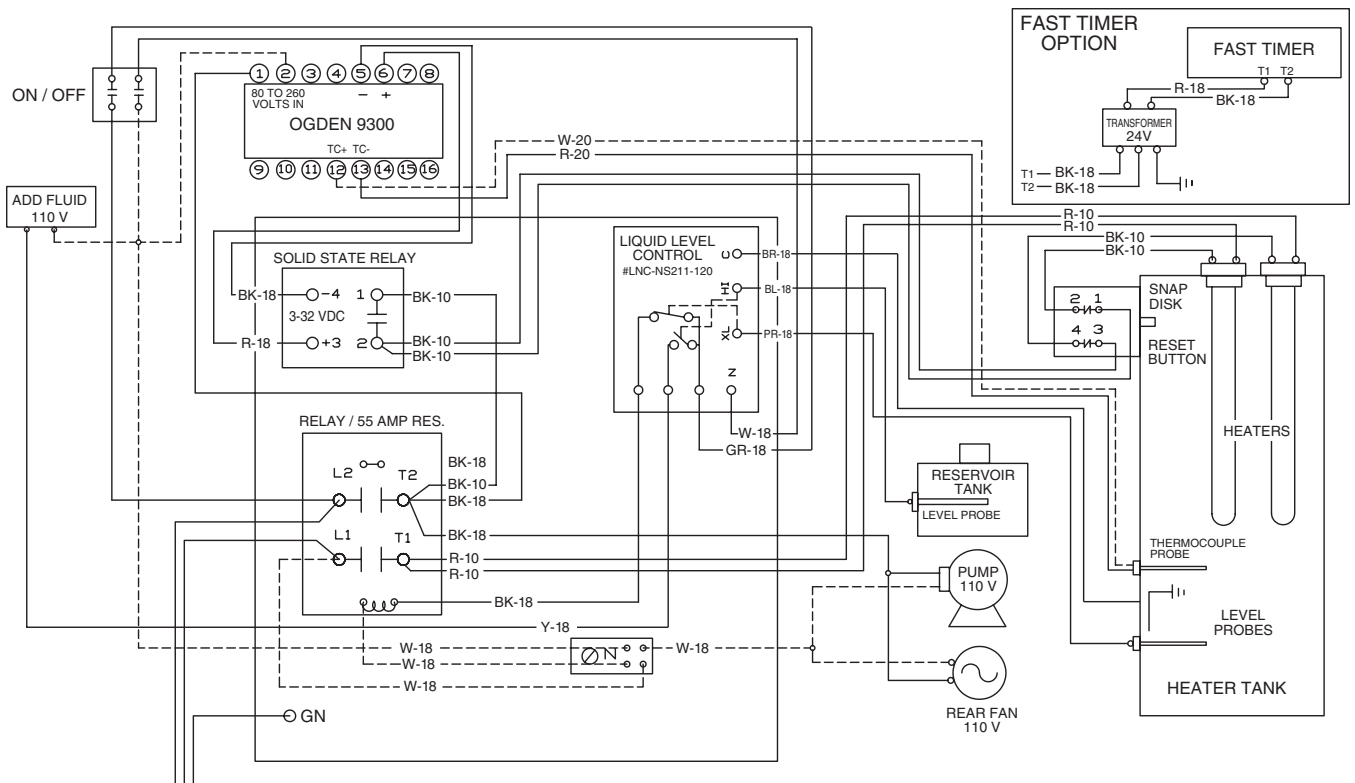 FAST TIMER
OPTION
FAST TIMER
T1 T2
R-18
BK-18
TRANSFORMER
24V
T1 BK-18
T2 BK-18
ON / OFF
1 2 3 4 5 6 7 8
80 TO 260
VOLTS IN
- +
OGDEN 9300
TC+ TC-
9 10 11 12 13 14 15 16
W-20
R-20
ADD FLUID
110 V
SOLID STATE RELAY
BK-18 -4 1 BK-10
3-32 VDC
R-18 +3 2 BK-10
BK-10
LIQUID LEVEL
CONTROL
#LNC-NS211-120
C BR-18
HI BL-18
XL PR-18
N
W-18
GR-18
R-10
R-10
BK-10
BK-10
2 1
4 3
SNAP
DISK
RESET
BUTTON
HEATERS
RELAY / 55 AMP RES.
L2 T2
BK-18
BK-10
BK-18
L1 T1
BK-18
R-10
R-10
BK-18
Y-18
W-18
W-18
W-18
N
W-18
GN
RESERVOIR
TANK
LEVEL PROBE
PUMP
110 V
REAR FAN
110 V
THERMOCOUPLE
PROBE
LEVEL
PROBES
HEATER TANK